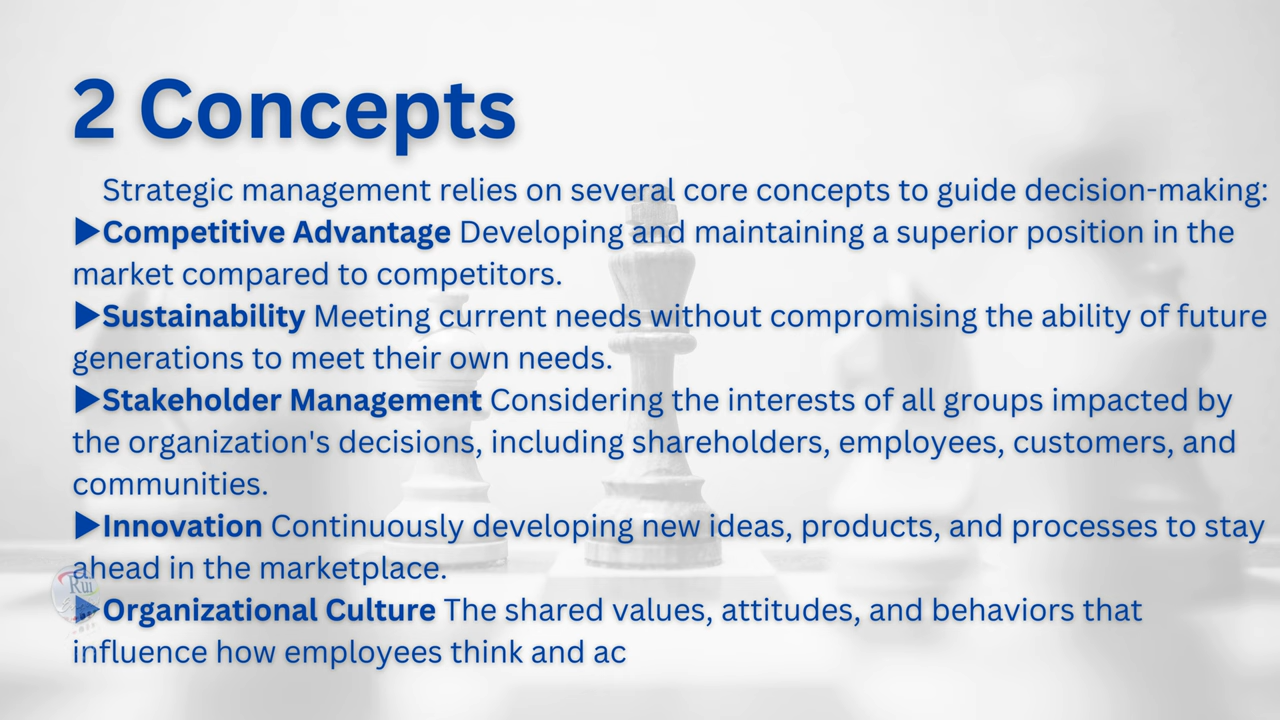 2 Concepts
Strategic management relies on several core concepts to guide decision-making:
▶Competitive Advantage Developing and maintaining a superior position in the
market compared to competitors.
▶Sustainability Meeting current needs without compromising the ability of future
generations to meet their own needs.
▶Stakeholder Management Considering the interests of all groups impacted by
the organization's decisions, including shareholders, employees, customers, and
communities.
▶Innovation Continuously developing new ideas, products, and processes to stay
ahead in the marketplace.
Rui
▶Organizational Culture The shared values, attitudes, and behaviors that
influence how employees think and ac